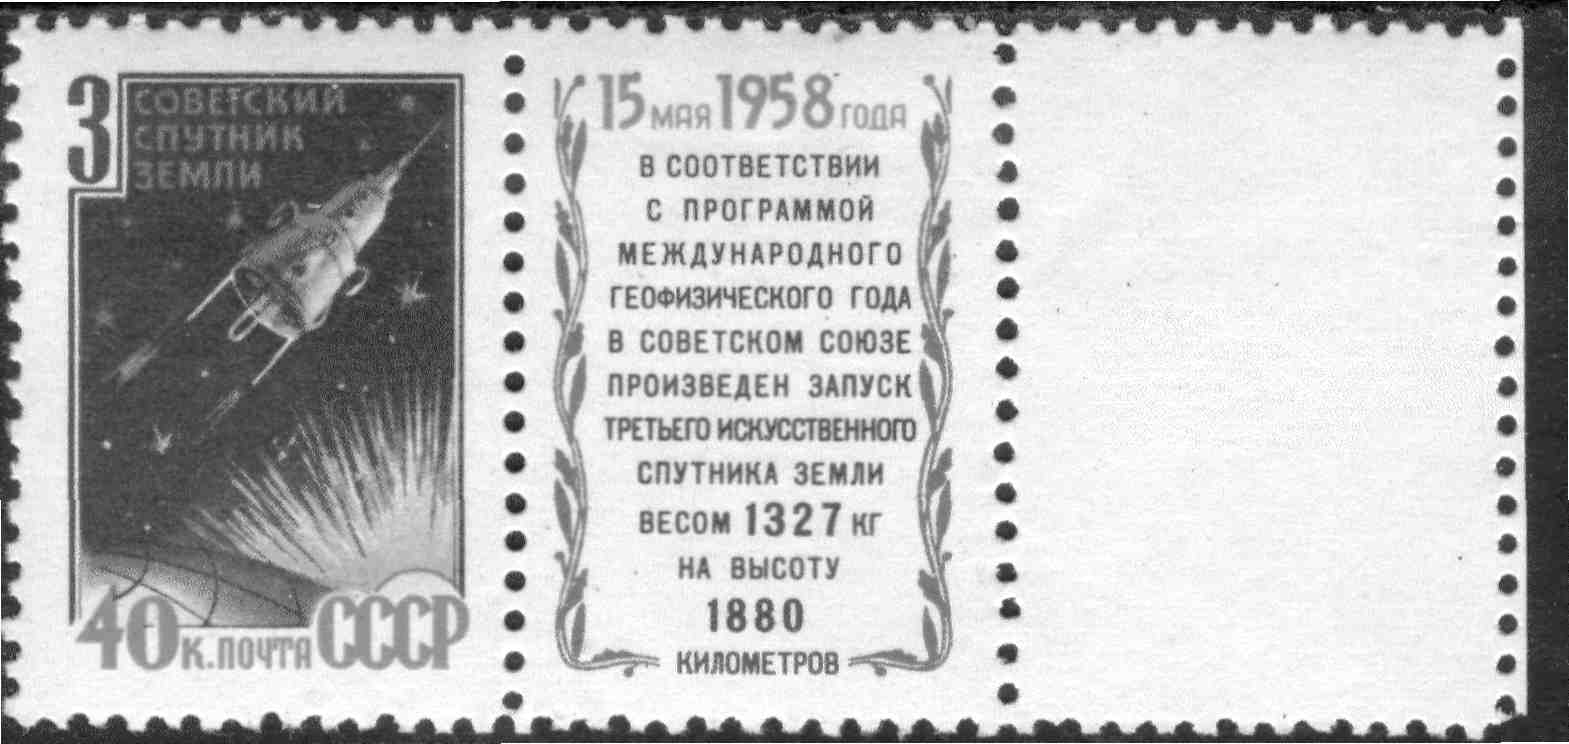 3 СОВЕТСКИЙ
СПУТНИК
ЗЕМЛИ
40 К. ПОЧТА СССР
15 МАЯ 1958 ГОДА
В СООТВЕТСТВИИ
С ПРОГРАММОЙ
МЕЖДУНАРОДНОГО
ГЕОФИЗИЧЕСКОГО ГОДА
В СОВЕТСКОМ СОЮЗЕ
ПРОИЗВЕДЕН ЗАПУСК
ТРЕТЬЕГО ИСКУССТВЕННОГО
СПУТНИКА ЗЕМЛИ
ВЕСОМ 1327 КГ
НА ВЫСОТУ
1880
КИЛОМЕТРОВ